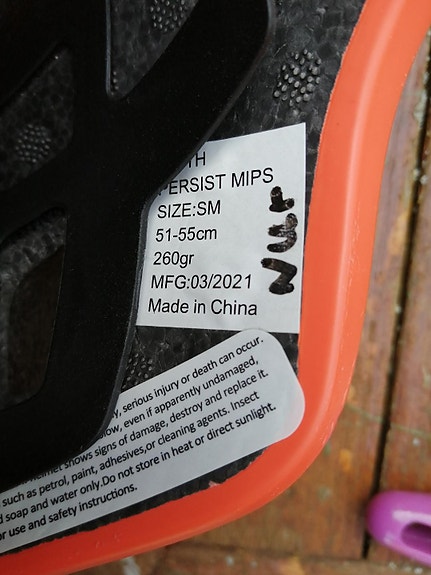 TH
PERSIST MIPS
SIZE:SM
51-55cm
260gr
MFG:03/2021
Made in China
serious injury or death can occur.
even if apparently undamaged,
shows signs of damage, destroy and replace it.
such as petrol, paint, adhesives,or cleaning agents. Insect
soap and water only.Do not store in heat or direct sunlight.
use and safety instructions.